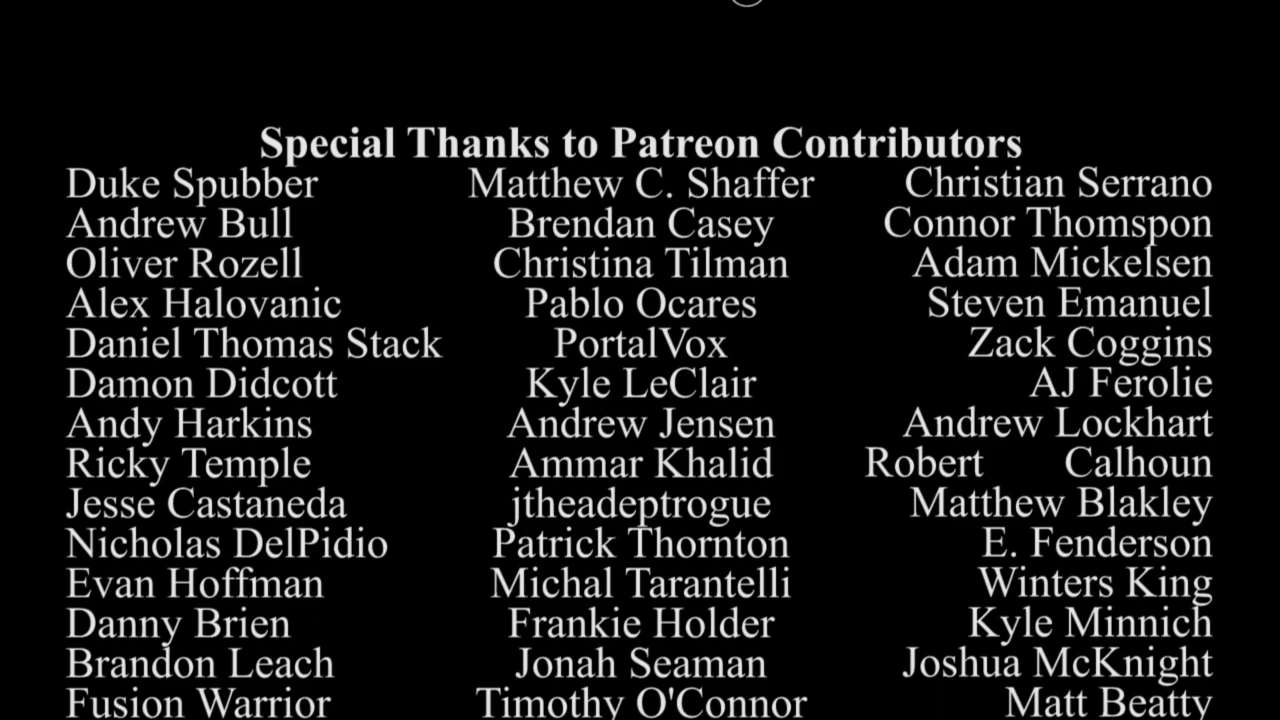 Special Thanks to Patreon Contributors
Duke Spubber Matthew C. Shaffer Christian Serrano
Andrew Bull Brendan Casey Connor Thomspon
Oliver Rozell Christina Tilman Adam Mickelsen
Alex Halovanic Pablo Ocares Steven Emanuel
Daniel Thomas Stack PortalVox Zack Coggins
Damon Didcott Kyle LeClair AJ Ferolie
Andy Harkins Andrew Jensen Andrew Lockhart
Ricky Temple Ammar Khalid Robert Calhoun
Jesse Castaneda jtheadeptrogue Matthew Blakley
Nicholas DelPidio Patrick Thornton E. Fenderson
Evan Hoffman Michal Tarantelli Winters King
Danny Brien Frankie Holder Kyle Minnich
Brandon Leach Jonah Seaman Joshua McKnight
Fusion Warrior Timothy O'Connor Matt Beatty